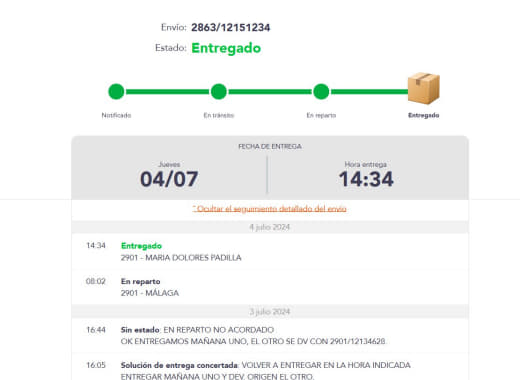 Envío: 2863/12151234
Estado: Entregado
Notificado
En tránsito
En reparto
Entregado
FECHA DE ENTREGA
Jueves
04/07
Hora entrega
14:34
ˆ Ocultar el seguimiento detallado del envío
4 julio 2024
14:34 Entregado
2901 - MARIA DOLORES PADILLA
08:02 En reparto
2901 - MÁLAGA
3 julio 2024
16:44 Sin estado: EN REPARTO NO ACORDADO
OK ENTREGAMOS MAÑANA UNO, EL OTRO SE DV CON 2901/12134628.
16:05 Solución de entrega concertada: VOLVER A ENTREGAR EN LA HORA INDICADA
ENTREGAR MAÑANA UNO Y DEV. ORIGEN EL OTRO.